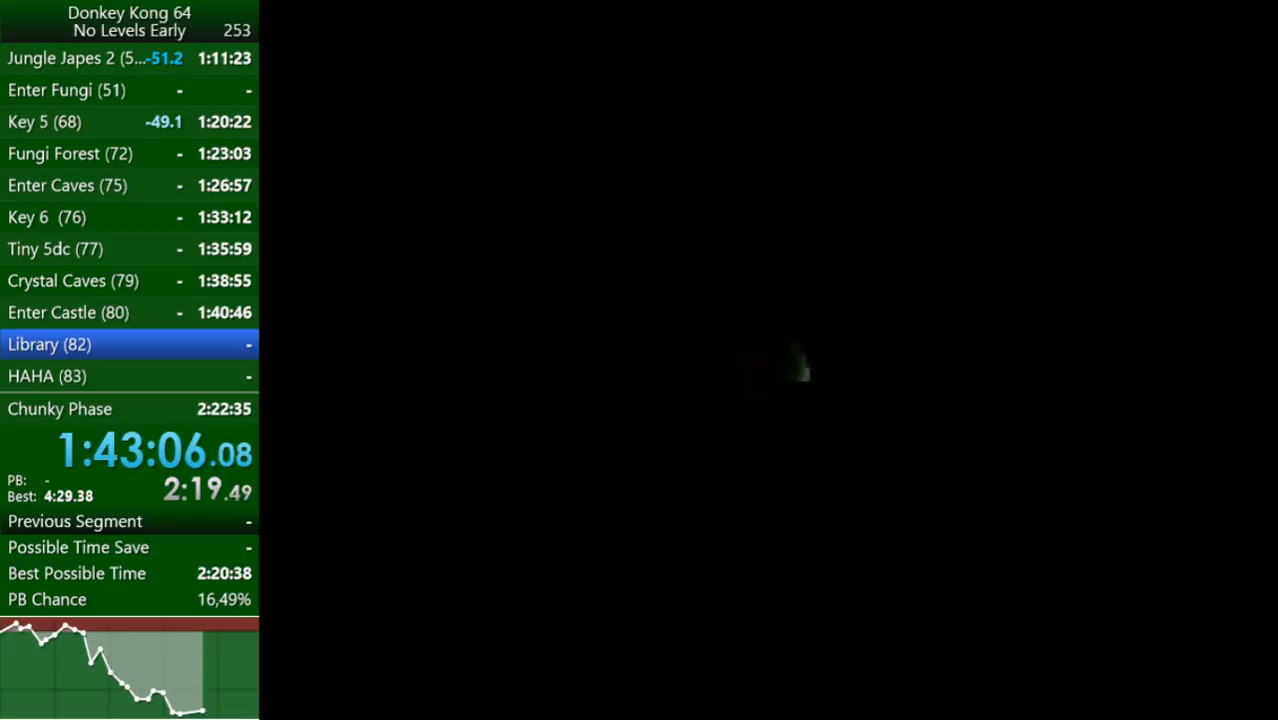 Donkey Kong 64
No Levels Early 253
Jungle Japes 2 (5... -51.2 1:11:23
Enter Fungi (51) - -
Key 5 (68) -49.1 1:20:22
Fungi Forest (72) - 1:23:03
Enter Caves (75) - 1:26:57
Key 6 (76) - 1:33:12
Tiny 5dc (77) - 1:35:59
Crystal Caves (79) - 1:38:55
Enter Castle (80) - 1:40:46
Library (82) -
HAHA (83) -
Chunky Phase 2:22:35
1:43:06.08
PB: -
Best: 4:29.38 2:19.49
Previous Segment -
Possible Time Save -
Best Possible Time 2:20:38
PB Chance 16,49%